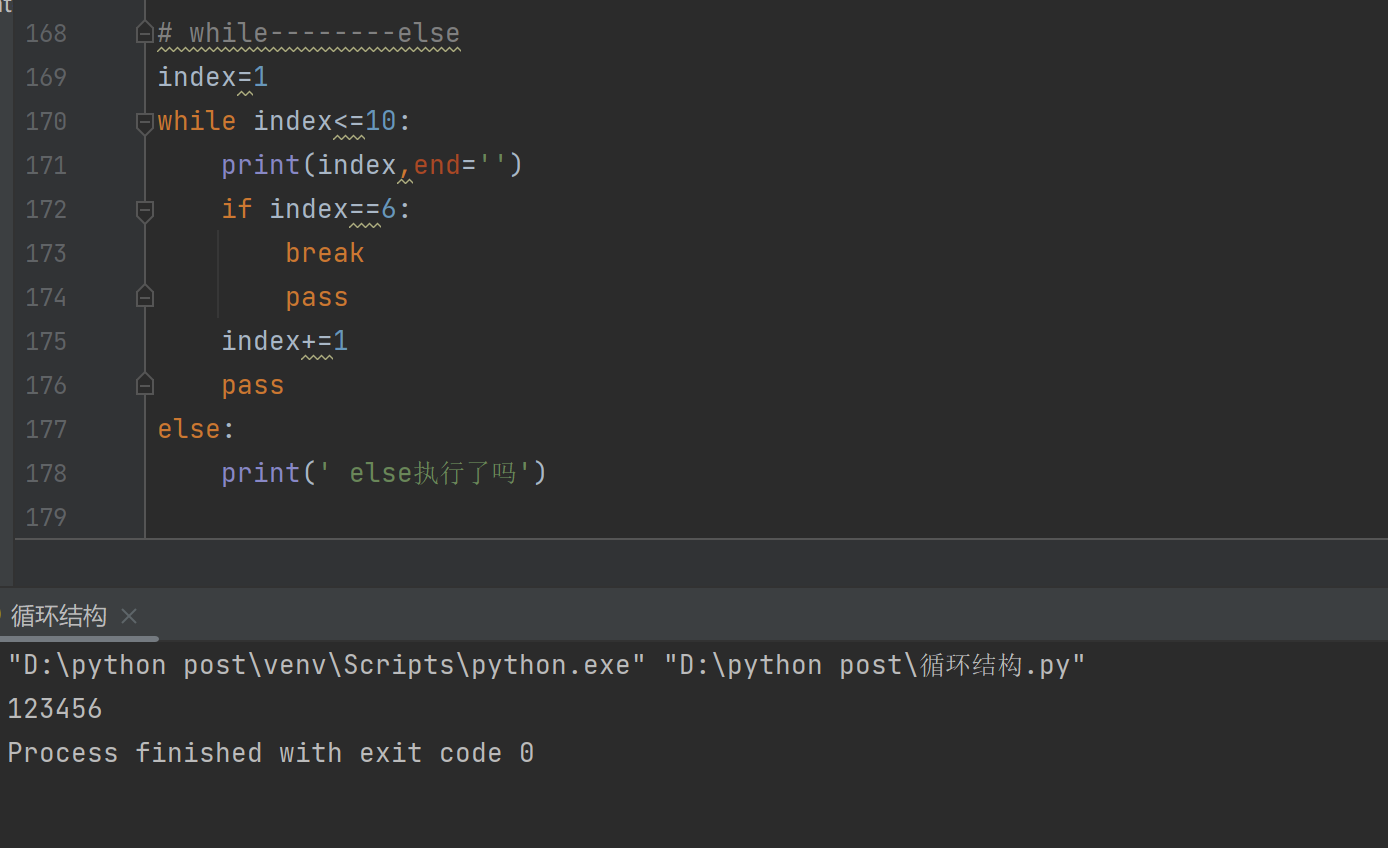 168 # while--------else
169 index=1
170 while index<=10:
171     print(index,end='')
172     if index==6:
173         break
174         pass
175     index+=1
176     pass
177 else:
178     print(' else执行了吗')
179
循环结构
"D:\python post\venv\Scripts\python.exe" "D:\python post\循环结构.py"
123456
Process finished with exit code 0